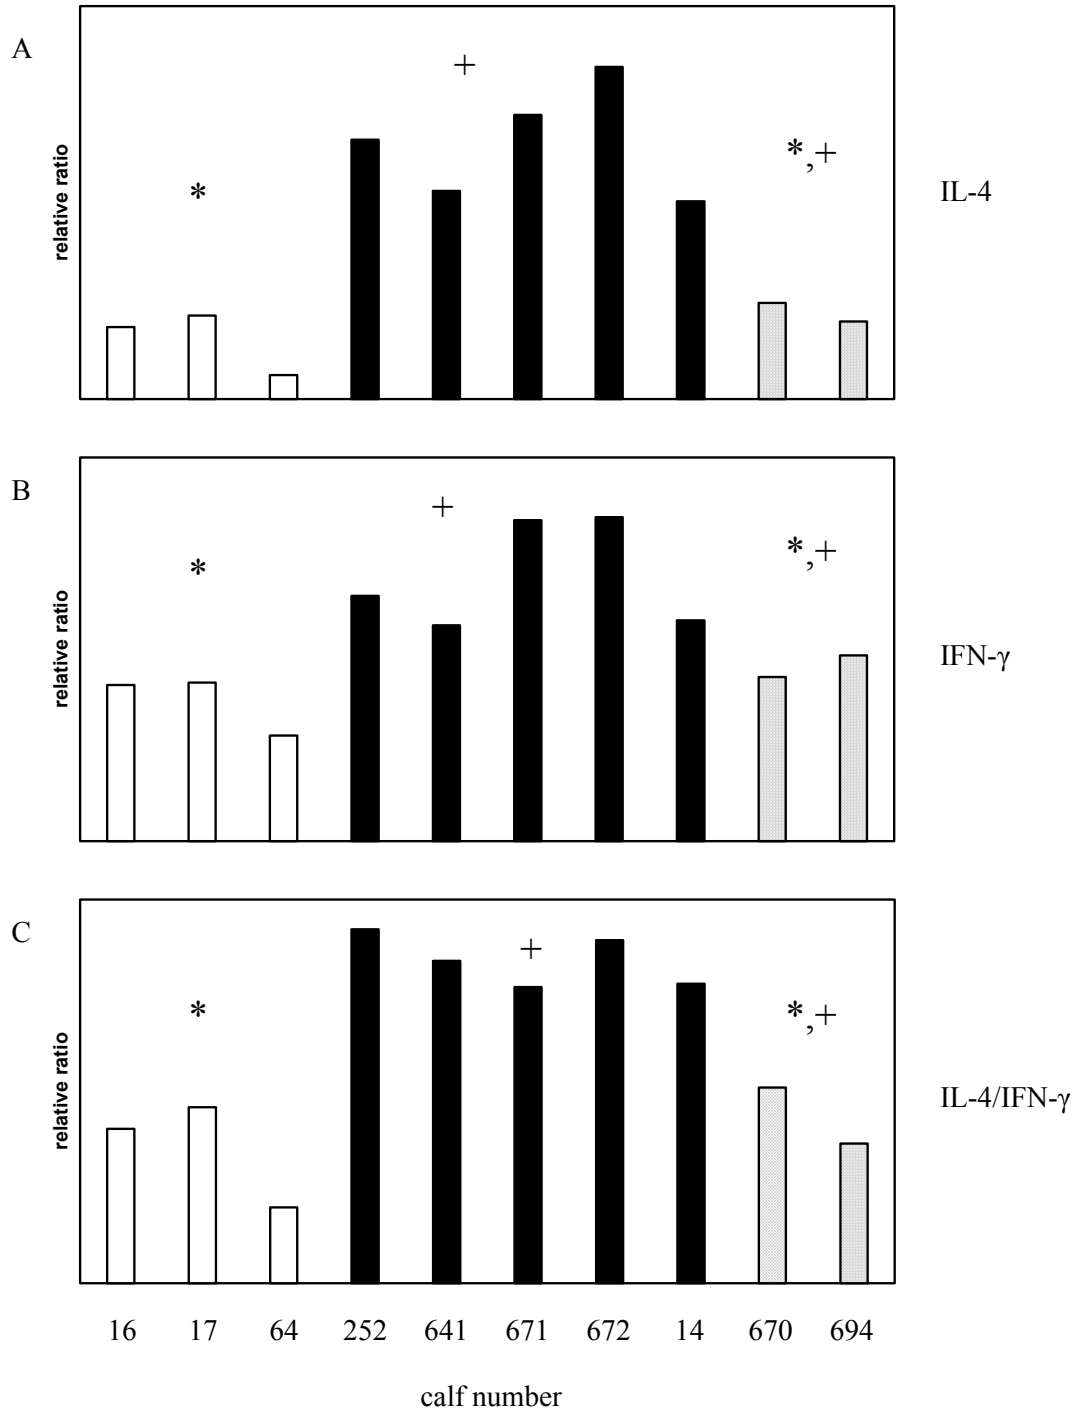 A
+
*
*,+
relative ratio
IL-4
B
+
*
*,+
relative ratio
IFN-γ
C
+
*
*,+
relative ratio
IL-4/IFN-γ
16 17 64 252 641 671 672 14 670 694
calf number